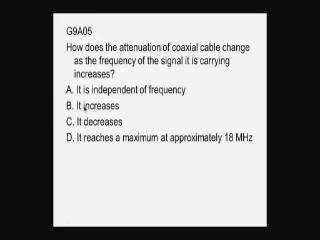 G9A05
How does the attenuation of coaxial cable change
as the frequency of the signal it is carrying
increases?
A. It is independent of frequency
B. It increases
C. It decreases
D. It reaches a maximum at approximately 18 MHz